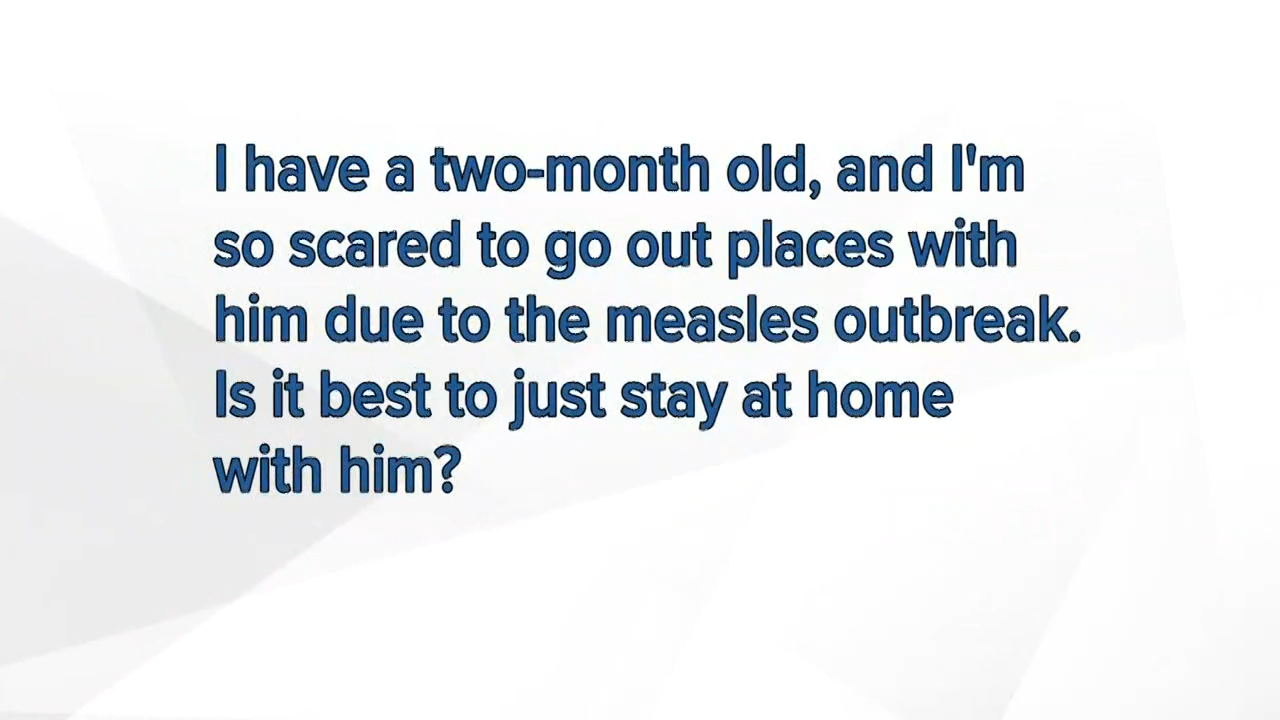 I have a two-month old, and I'm
so scared to go out places with
him due to the measles outbreak.
Is it best to just stay at home
with him?